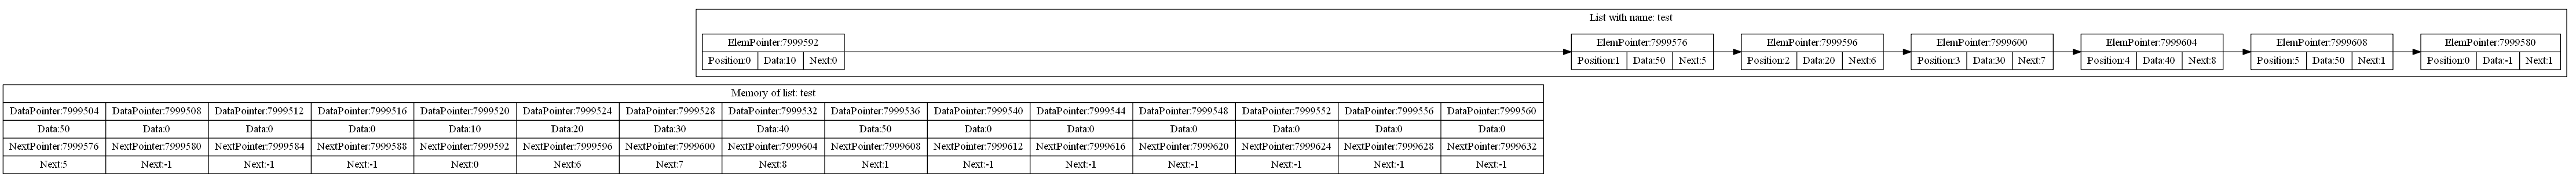 List with name: test
ElemPointer:7999592 ElemPointer:7999576 ElemPointer:7999596 ElemPointer:7999600 ElemPointer:7999604 ElemPointer:7999608 ElemPointer:7999580
Position:0 Data:10 Next:0 Position:1 Data:50 Next:5 Position:2 Data:20 Next:6 Position:3 Data:30 Next:7 Position:4 Data:40 Next:8 Position:5 Data:50 Next:1 Position:0 Data:-1 Next:1
Memory of list: test
DataPointer:7999504 DataPointer:7999508 DataPointer:7999512 DataPointer:7999516 DataPointer:7999520 DataPointer:7999524 DataPointer:7999528 DataPointer:7999532 DataPointer:7999536 DataPointer:7999540 DataPointer:7999544 DataPointer:7999548 DataPointer:7999552 DataPointer:7999556 DataPointer:7999560
Data:50 Data:0 Data:0 Data:0 Data:10 Data:20 Data:30 Data:40 Data:50 Data:0 Data:0 Data:0 Data:0 Data:0 Data:0
NextPointer:7999576 NextPointer:7999580 NextPointer:7999584 NextPointer:7999588 NextPointer:7999592 NextPointer:7999596 NextPointer:7999600 NextPointer:7999604 NextPointer:7999608 NextPointer:7999612 NextPointer:7999616 NextPointer:7999620 NextPointer:7999624 NextPointer:7999628 NextPointer:7999632
Next:5 Next:-1 Next:-1 Next:-1 Next:0 Next:6 Next:7 Next:8 Next:1 Next:-1 Next:-1 Next:-1 Next:-1 Next:-1 Next:-1